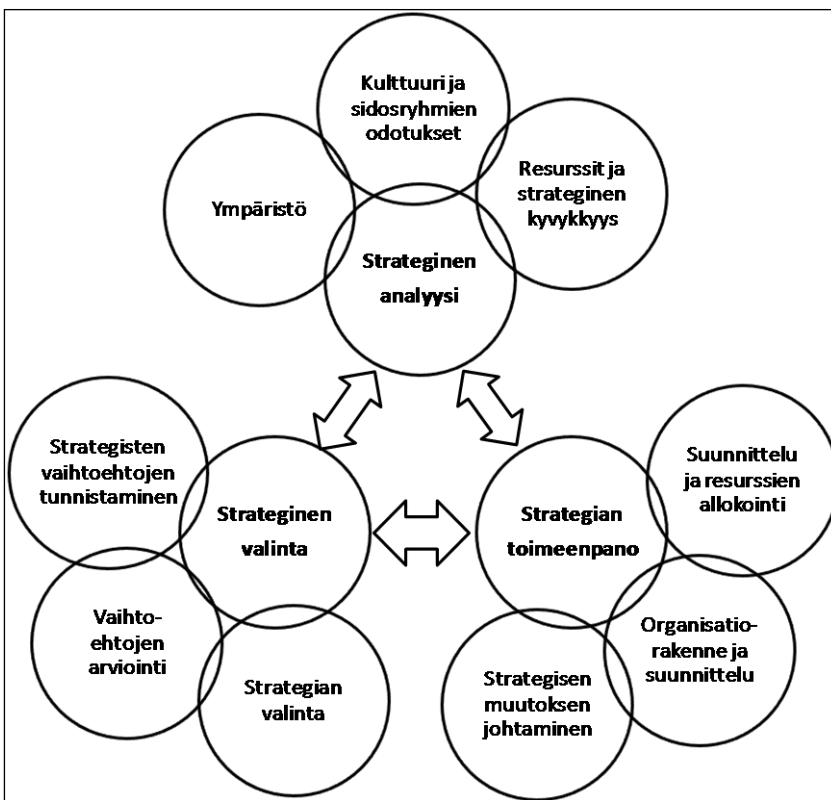 Kulttuuri ja
sidosryhmien
odotukset
Ympäristö
Resurssit ja
strateginen
kyvykkyys
Strateginen
analyysi
Strategisten
vaihtoehtojen
tunnistaminen
Strateginen
valinta
Vaihto-
ehtojen
arviointi
Strategian
valinta
Strategian
toimeenpano
Suunnittelu
ja resurssien
allokointi
Organisatio-
rakenne ja
suunnittelu
Strategisen
muutoksen
johtaminen